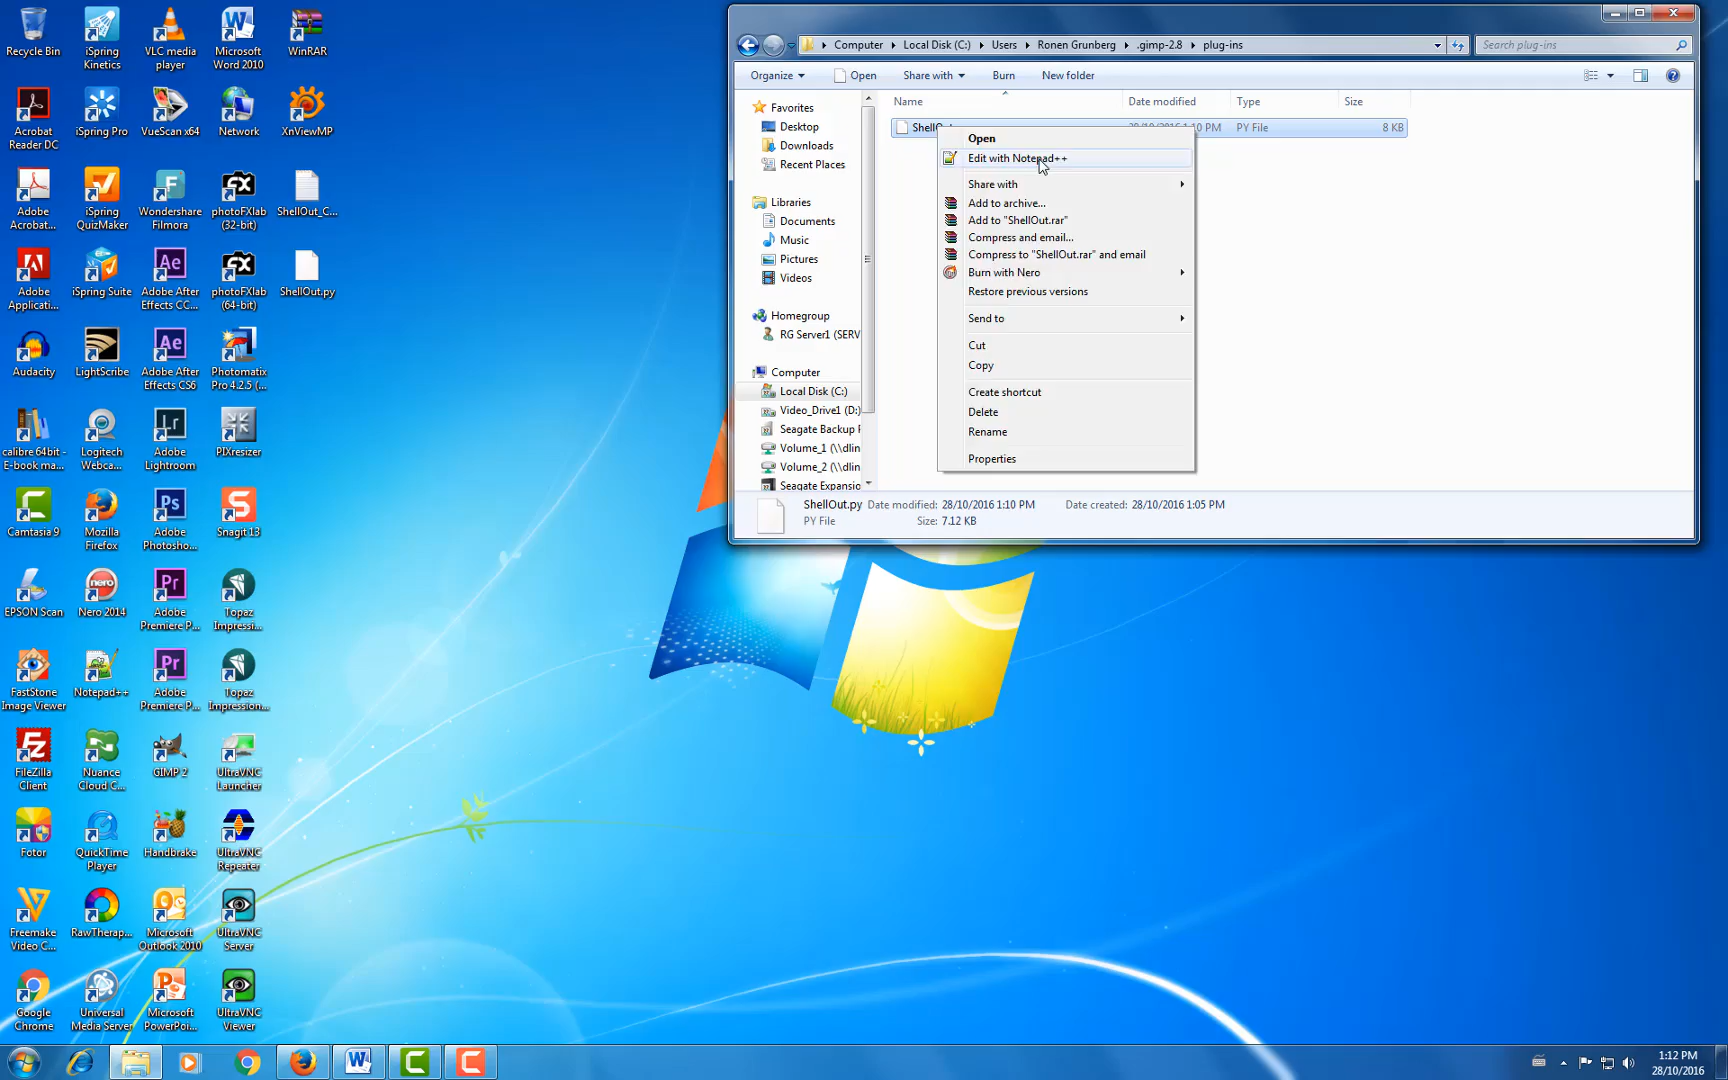 Recycle Bin
iSpring Kinetics
VLC media player
Microsoft Word 2010
WinRAR
Acrobat Reader DC
iSpring Pro
VueScan x64
Network
XnViewMP
Adobe Acrobat...
iSpring QuizMaker
Wondershare Filmora
photoFXlab (32-bit)
ShellOut_C...
Adobe Applicati...
iSpring Suite
Adobe After Effects CC...
photoFXlab (64-bit)
ShellOut.py
Audacity
LightScribe
Adobe After Effects CS6
Photomatix Pro 4.2.5 (...
calibre 64bit - E-book ma...
Logitech Webca...
Adobe Lightroom
PIXresizer
Camtasia 9
Mozilla Firefox
Adobe Photosho...
Snagit 13
EPSON Scan
Nero 2014
Adobe Premiere P...
Topaz Impressi...
FastStone Image Viewer
Notepad++
Adobe Premiere P...
Topaz Impression...
FileZilla Client
Nuance Cloud C...
GIMP 2
UltraVNC Launcher
Fotor
QuickTime Player
Handbrake
UltraVNC Repeater
Freemake Video C...
RawTherap...
Microsoft Outlook 2010
UltraVNC Server
Google Chrome
Universal Media Server
Microsoft PowerPoi...
UltraVNC Viewer
Computer Local Disk (C:) Users Ronen Grunberg .gimp-2.8 plug-ins
Search plug-ins
Organize Open Share with Burn New folder
Name Date modified Type Size
28/10/2016 1:10 PM PY File 8 KB
Favorites
Desktop
Downloads
Recent Places
Libraries
Documents
Music
Pictures
Videos
Homegroup
RG Server1 (SERV
Computer
Local Disk (C:)
Video_Drive1 (D:)
Seagate Backup
Volume_1 (\\dlin
Volume_2 (\\dlin
Seagate Expansio
Open
Edit with Notepad++
Share with
Add to archive...
Add to "ShellOut.rar"
Compress and email...
Compress to "ShellOut.rar" and email
Burn with Nero
Restore previous versions
Send to
Cut
Copy
Create shortcut
Delete
Rename
Properties
ShellOut.py Date modified: 28/10/2016 1:10 PM Date created: 28/10/2016 1:05 PM
PY File Size: 7.12 KB
1:12 PM
28/10/2016